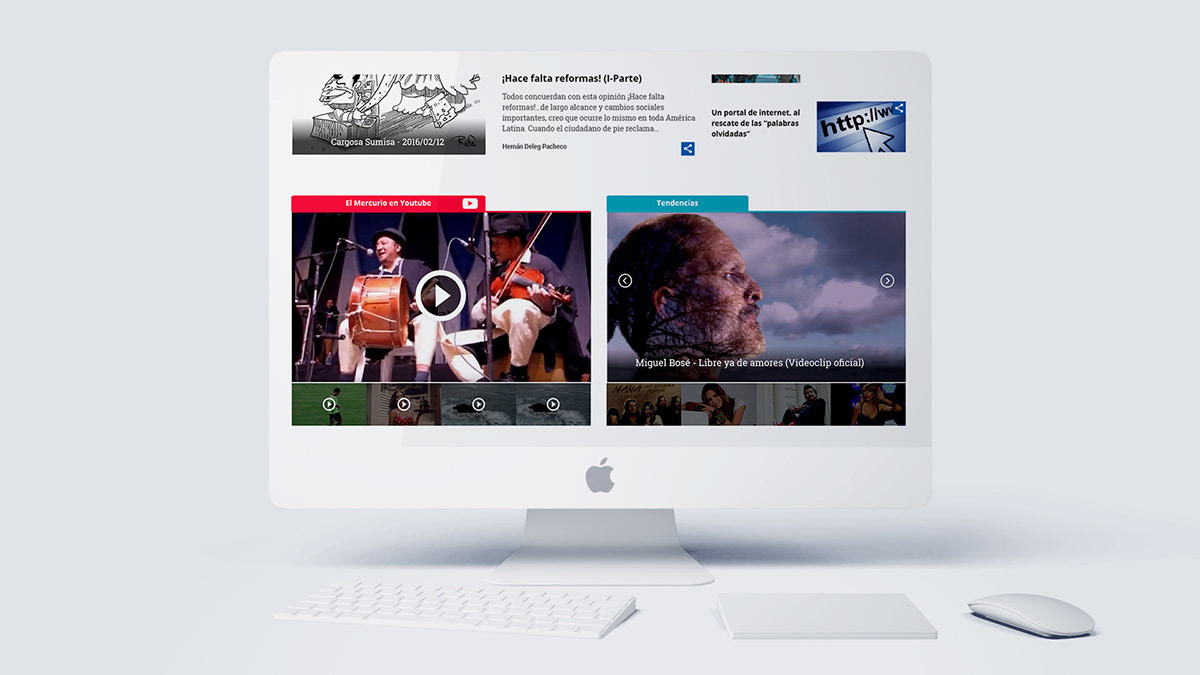 Cargosa Sumisa - 2016/02/12
Rafa
¡Hace falta reformas! (I-Parte)
Todos concuerdan con esta opinión ¡Hace falta
reformas!..de largo alcance y cambios sociales
importantes, creo que ocurre lo mismo en toda América
Latina. Cuando el ciudadano de pie reclama...
Hernán Deleg Pacheco
Un portal de internet, al
rescate de las “palabras
olvidadas”
http://ww
El Mercurio en Youtube
Tendencias
Miguel Bosé - Libre ya de amores (Videoclip oficial)
MANA